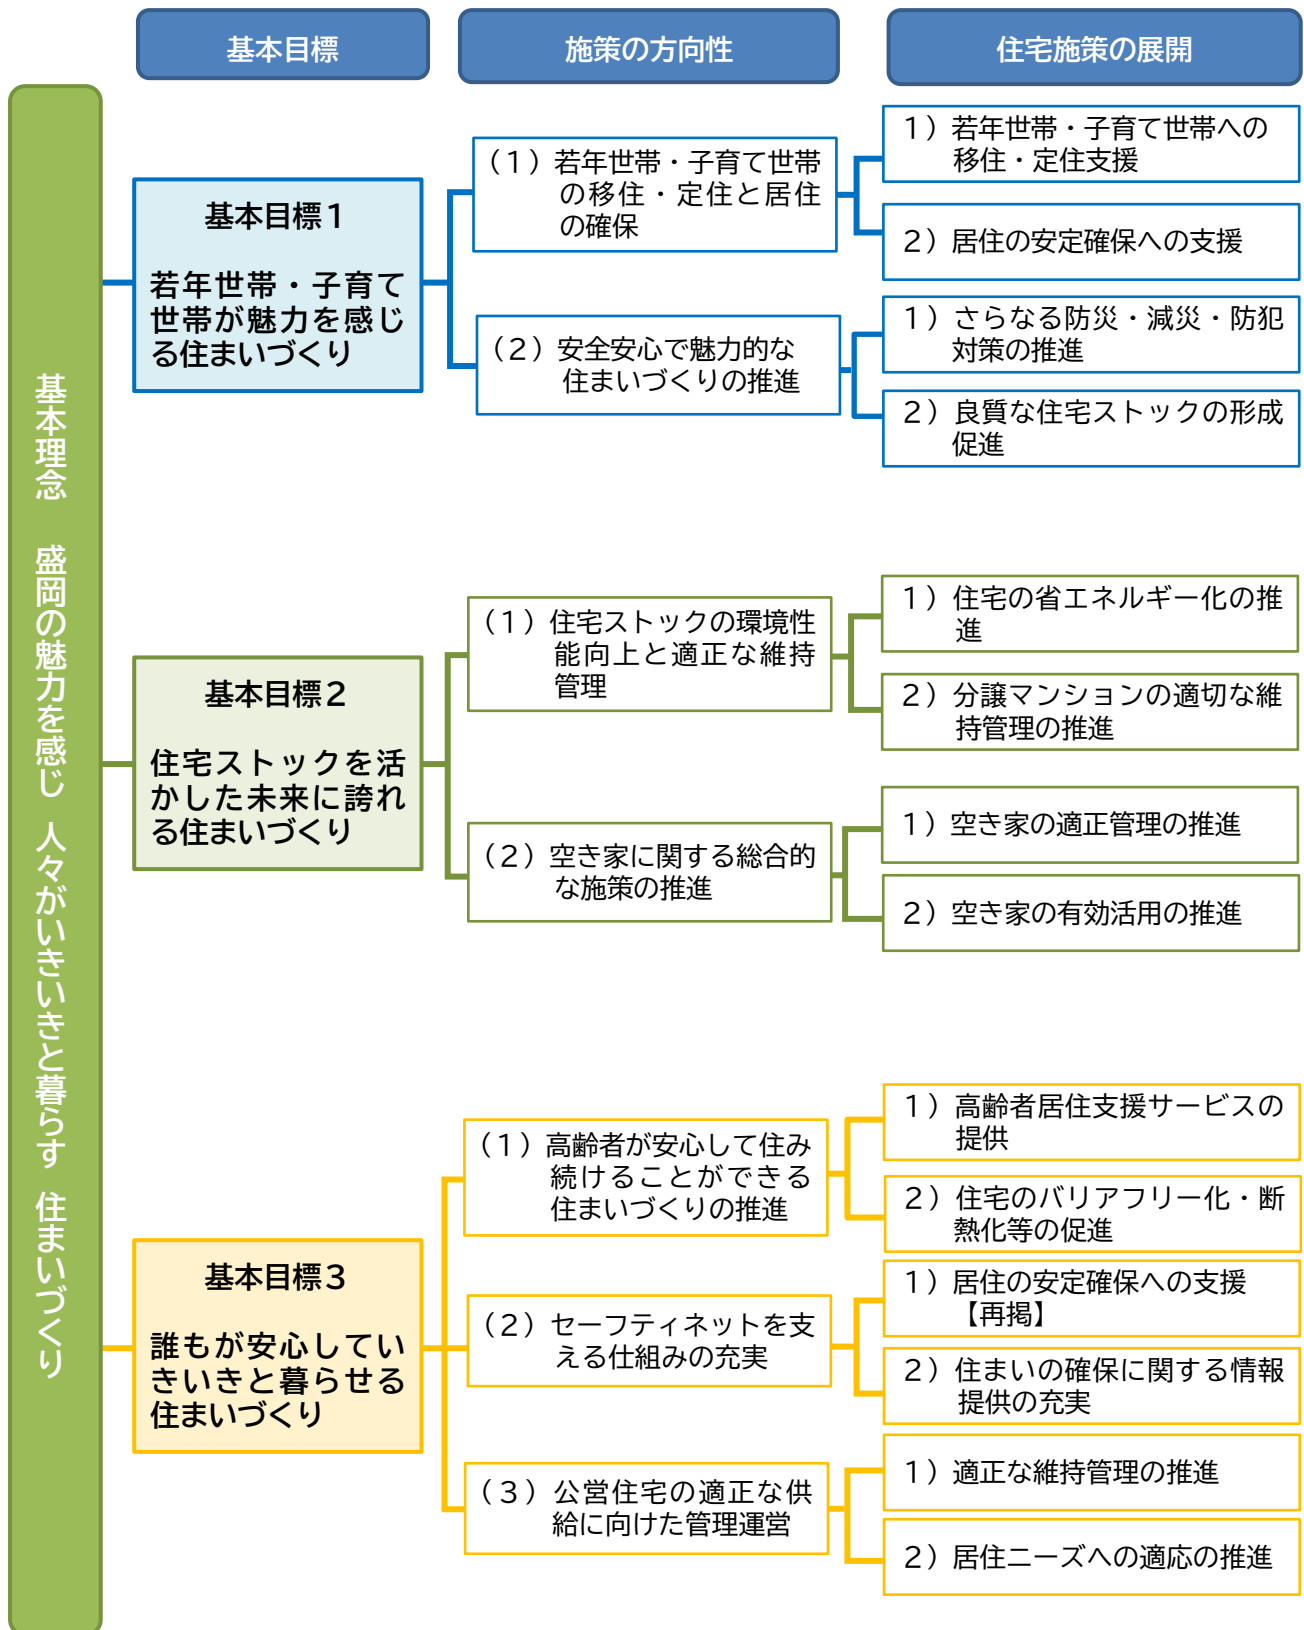 基本目標
施策の方向性
住宅施策の展開
基本理念　盛岡の魅力を感じ 人々がいきいきと暮らす 住まいづくり
基本目標１
若年世帯・子育て
世帯が魅力を感じ
る住まいづくり
（１）若年世帯・子育て世帯
の移住・定住と居住
の確保
１）若年世帯・子育て世帯への
移住・定住支援
２）居住の安定確保への支援
（２）安全安心で魅力的な
住まいづくりの推進
１）さらなる防災・減災・防犯
対策の推進
２）良質な住宅ストックの形成
促進
基本目標２
住宅ストックを活
かした未来に誇れ
る住まいづくり
（１）住宅ストックの環境性
能向上と適正な維持
管理
１）住宅の省エネルギー化の推
進
２）分譲マンションの適切な維
持管理の推進
（２）空き家に関する総合的
な施策の推進
１）空き家の適正管理の推進
２）空き家の有効活用の推進
基本目標３
誰もが安心してい
きいきと暮らせる
住まいづくり
（１）高齢者が安心して住み
続けることができる
住まいづくりの推進
１）高齢者居住支援サービスの
提供
２）住宅のバリアフリー化・断
熱化等の促進
（２）セーフティネットを支
える仕組みの充実
１）居住の安定確保への支援
【再掲】
２）住まいの確保に関する情報
提供の充実
（３）公営住宅の適正な供
給に向けた管理運営
１）適正な維持管理の推進
２）居住ニーズへの適応の推進